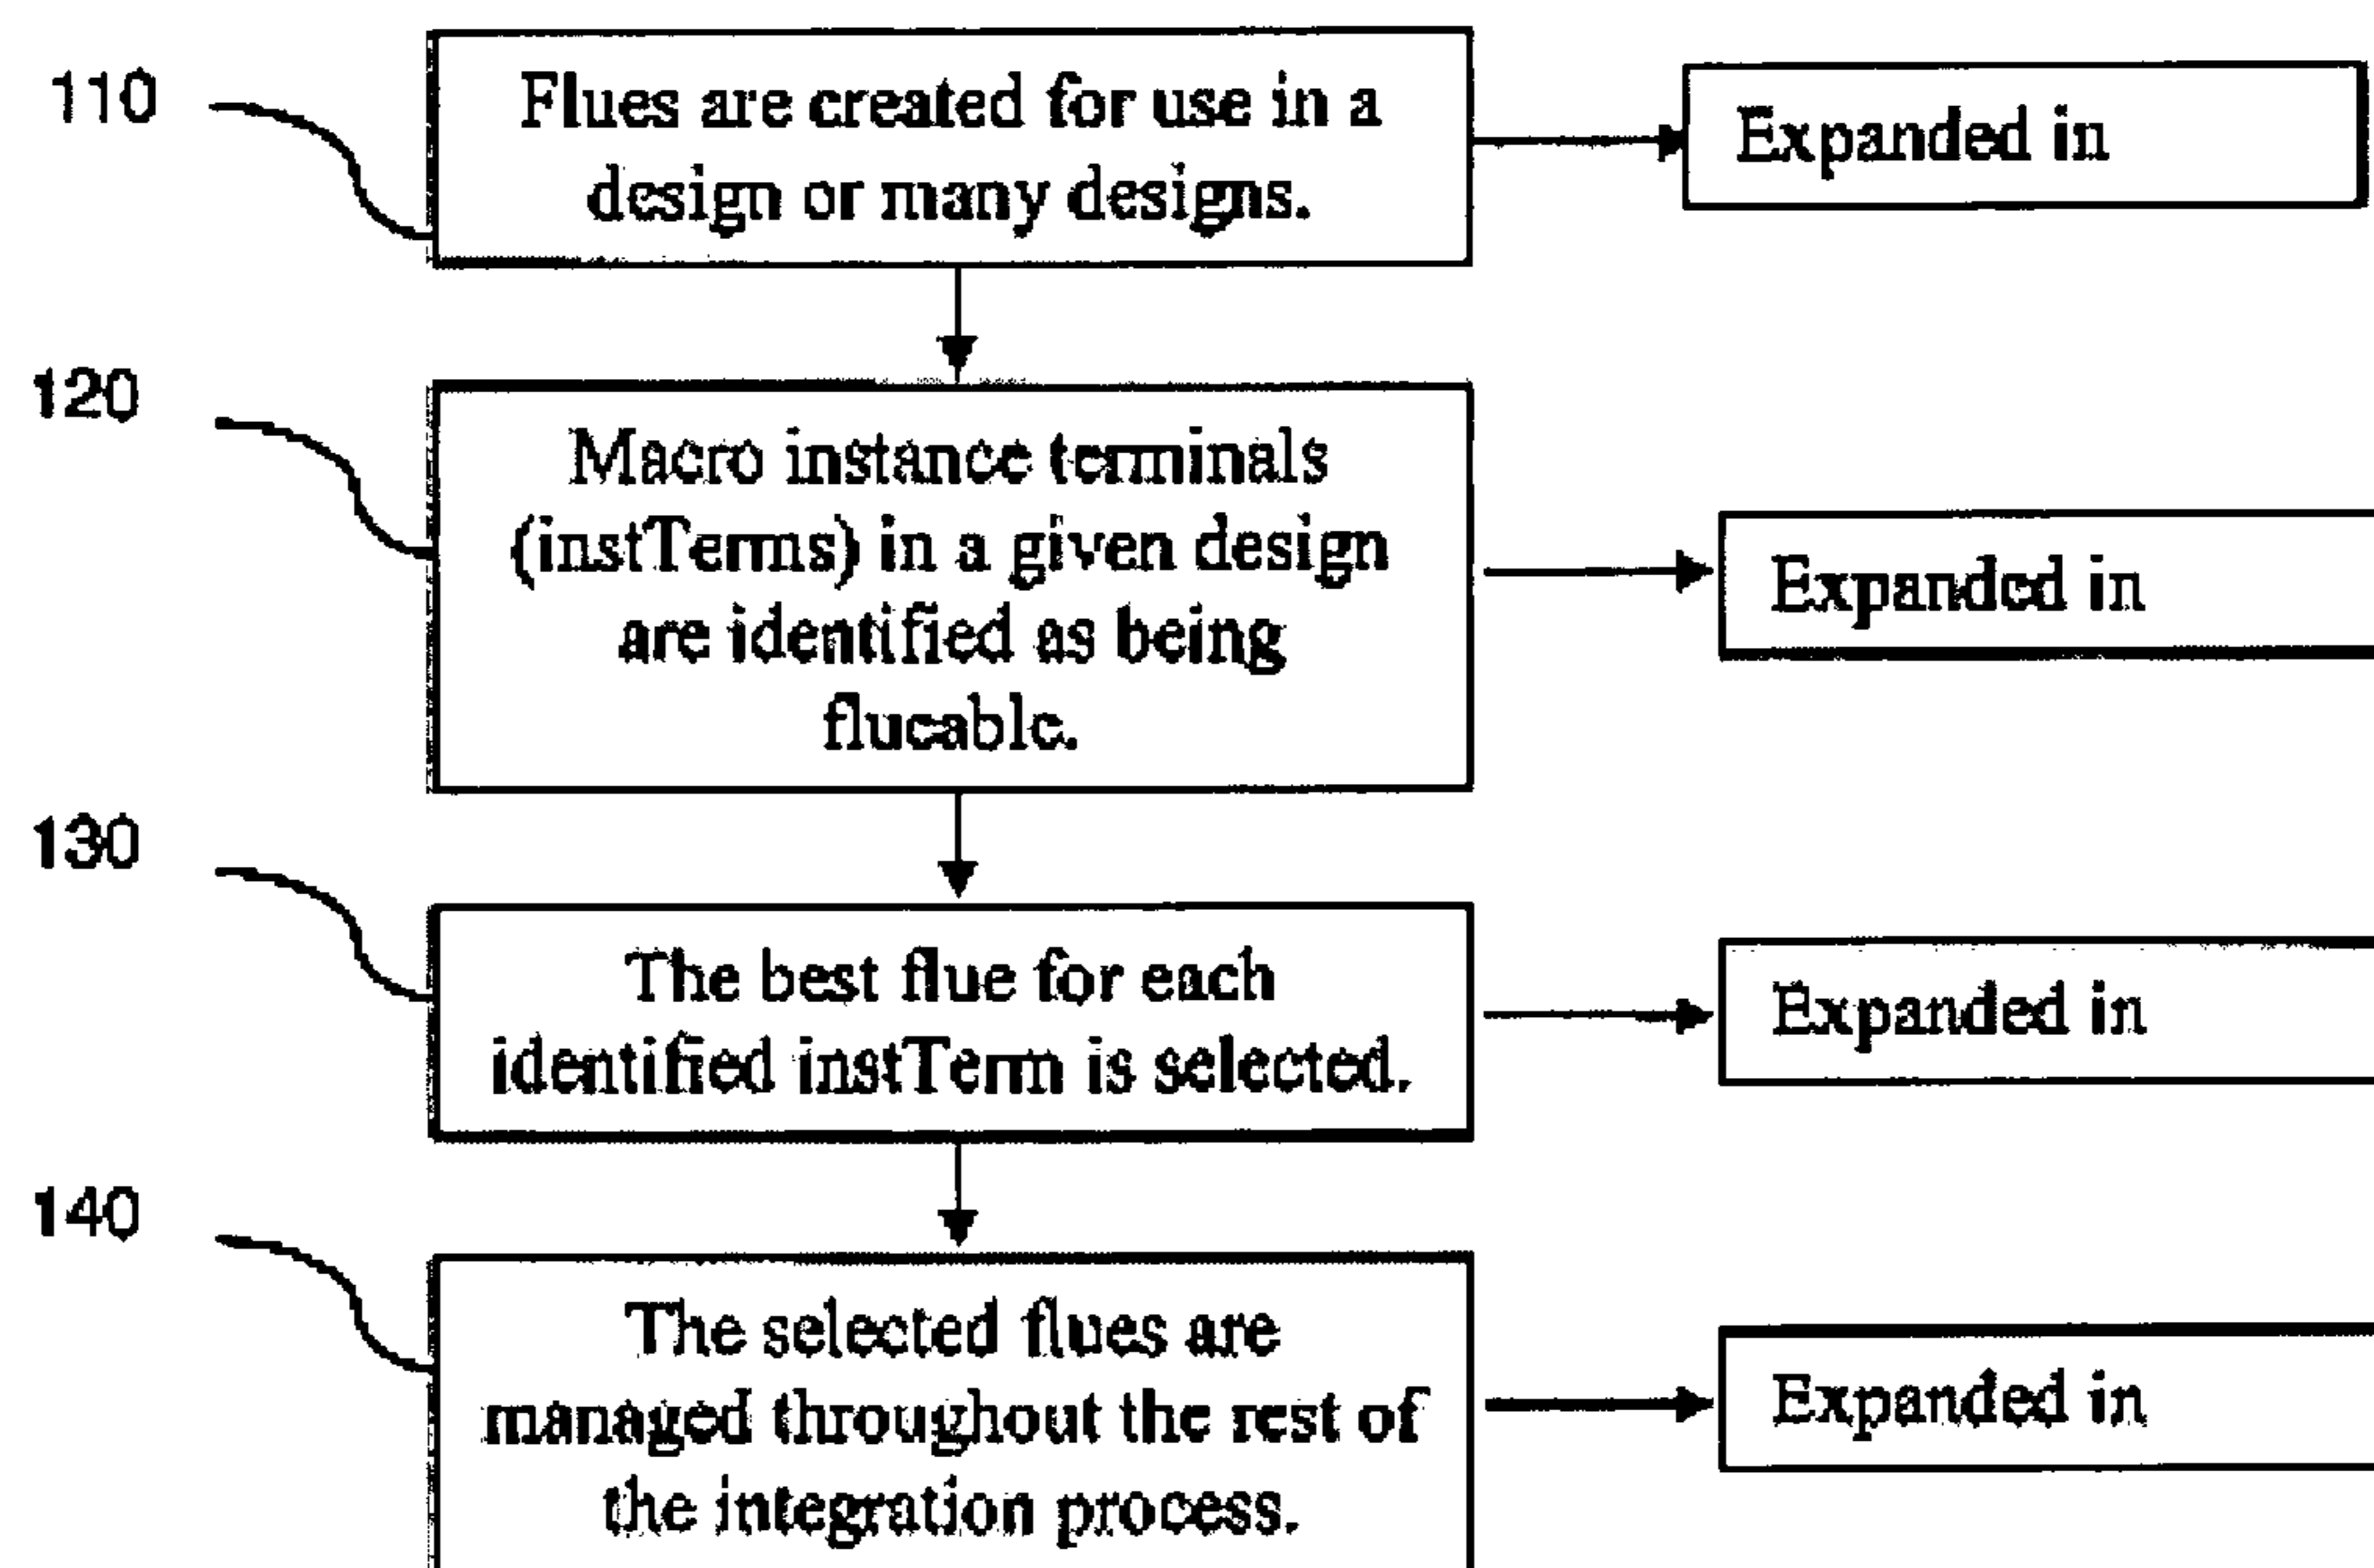 110
Flues are created for use in a
design or many designs.
Expanded in
120
Macro instance terminals
(instTerms) in a given design
are identified as being
flueable.
Expanded in
130
The best flue for each
identified instTerm is selected.
Expanded in
140
The selected flues are
managed throughout the rest of
the integration process.
Expanded in